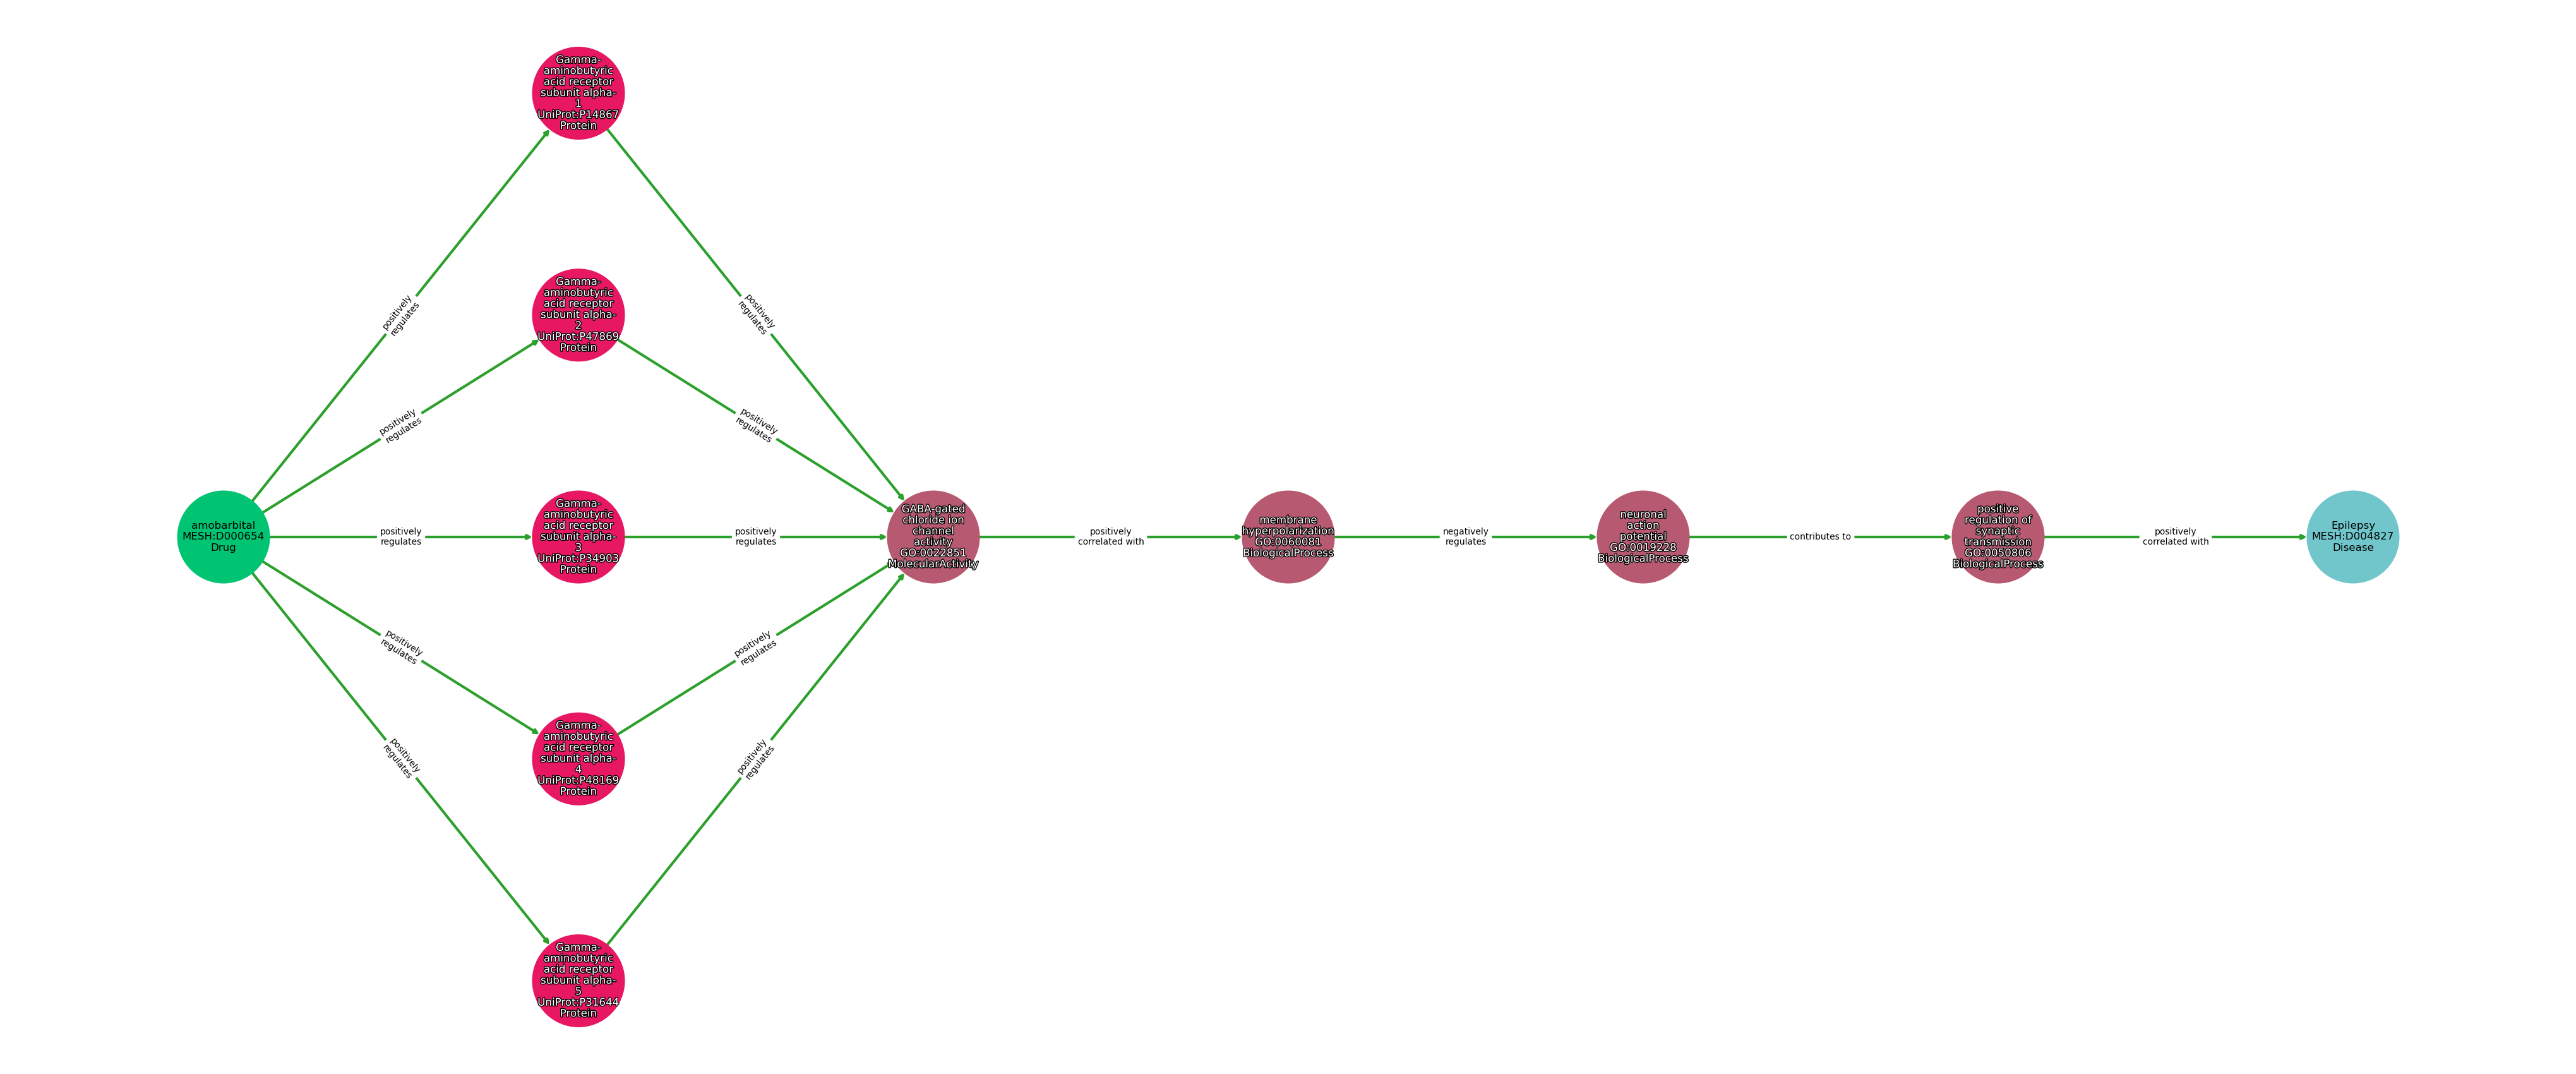 Gamma-
aminobutyric
acid receptor
subunit alpha-
1
UniProt:P14867
Protein
positively
regulates
positively
regulates
Gamma-
aminobutyric
acid receptor
subunit alpha-
2
UniProt:P47869
Protein
positively
regulates
positively
regulates
amobarbital
MESH:D000654
Drug
positively
regulates
Gamma-
aminobutyric
acid receptor
subunit alpha-
3
UniProt:P34903
Protein
positively
regulates
GABA-gated
chloride ion
channel
activity
GO:0022851
MolecularActivity
positively
correlated with
membrane
hyperpolarization
GO:0060081
BiologicalProcess
negatively
regulates
neuronal
action
potential
GO:0019228
BiologicalProcess
contributes to
positive
regulation of
synaptic
transmission
GO:0050806
BiologicalProcess
positively
correlated with
Epilepsy
MESH:D004827
Disease
positively
regulates
positively
regulates
Gamma-
aminobutyric
acid receptor
subunit alpha-
4
UniProt:P48169
Protein
positively
regulates
positively
regulates
Gamma-
aminobutyric
acid receptor
subunit alpha-
5
UniProt:P31644
Protein